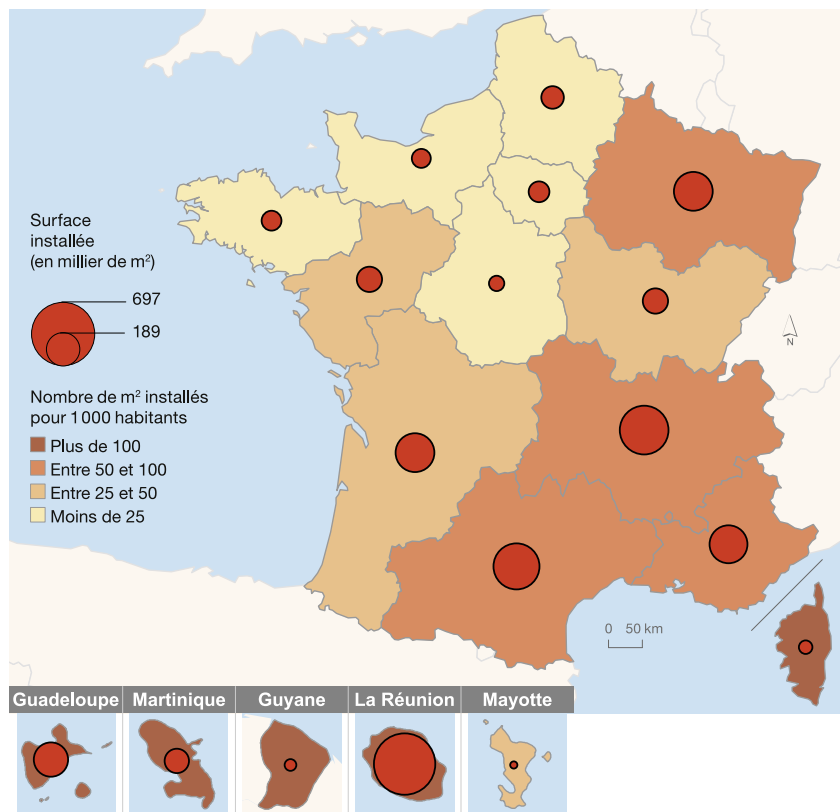 Surface
installée
(en millier de m²)
697
189
Nombre de m² installés
pour 1 000 habitants
Plus de 100
Entre 50 et 100
Entre 25 et 50
Moins de 25
N
0 50 km
Guadeloupe
Martinique
Guyane
La Réunion
Mayotte